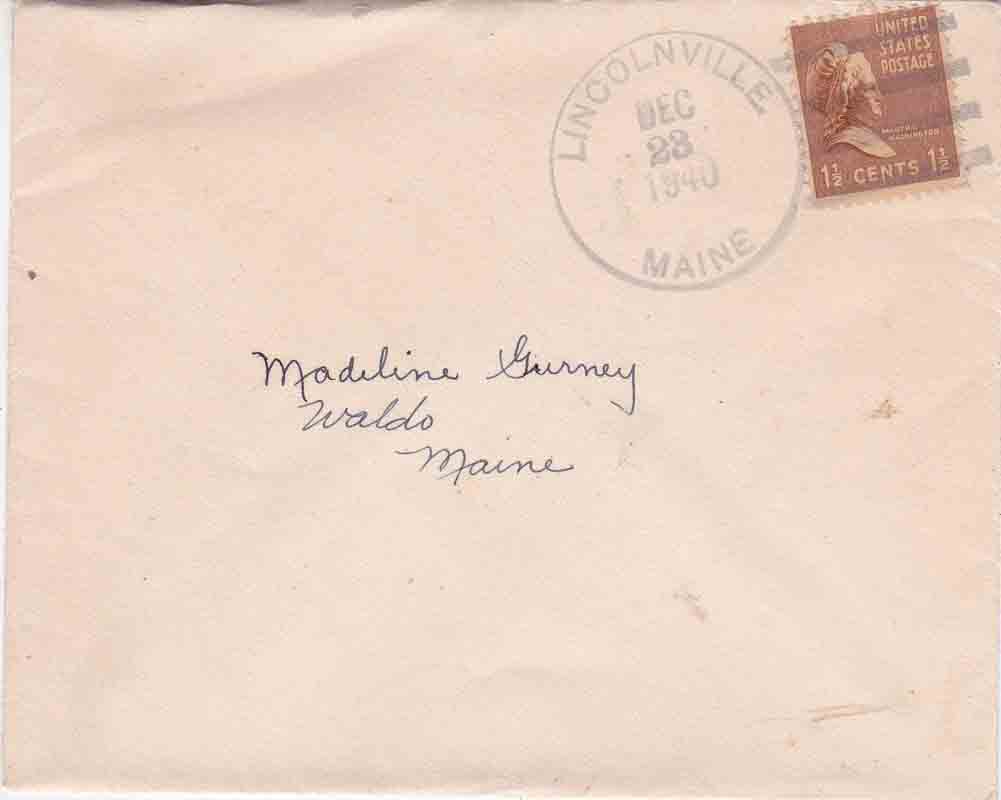 LINCOLNVILLE
DEC
23
1940
MAINE
UNITED
STATES
POSTAGE
MARTHA
WASHINGTON
1½ CENTS 1½
Madeline Gurney
Waldo
Maine